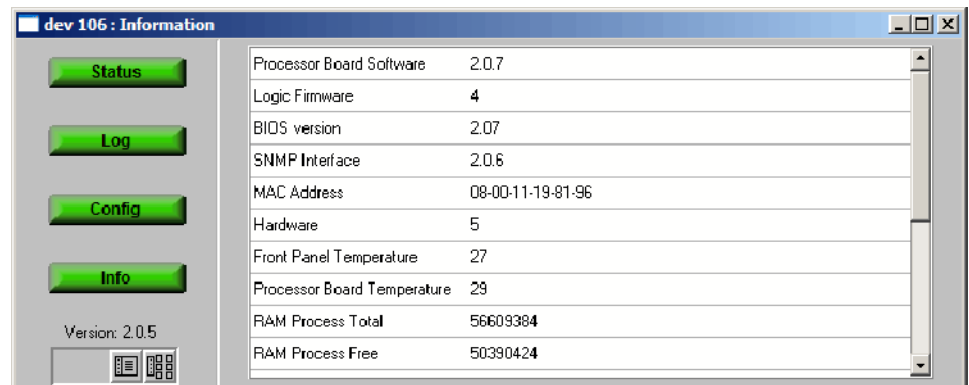 dev 106 : Information
Status
Log
Config
Info
Version: 2.0.5
Processor Board Software 2.0.7
Logic Firmware 4
BIOS version 2.07
SNMP Interface 2.0.6
MAC Address 08-00-11-19-81-96
Hardware 5
Front Panel Temperature 27
Processor Board Temperature 29
RAM Process Total 56609384
RAM Process Free 50390424